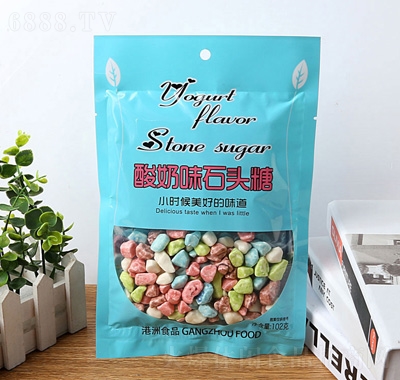 6888.TV
Yogurt
flavor
Stone sugar
酸奶味石头糖
小时候美好的味道
Delicious taste when I was little
102克
港洲食品 GANGZHOU FOOD